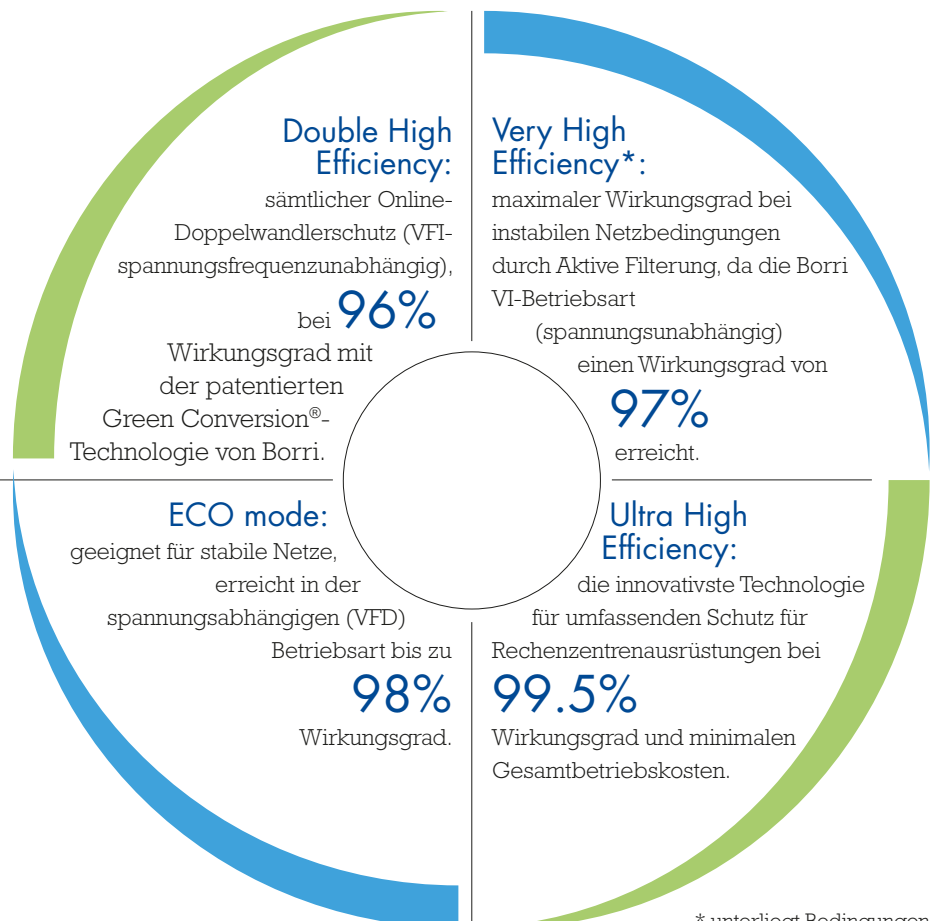 Double High
Efficiency:
sämtlicher Online-
Doppelwandlerschutz (VFI-
spannungsfrequenzunabhängig),
bei 96%
Wirkungsgrad mit
der patentierten
Green Conversion®-
Technologie von Borri.
Very High
Efficiency*:
maximaler Wirkungsgrad bei
instabilen Netzbedingungen
durch Aktive Filterung, da die Borri
VI-Betriebsart
(spannungsunabhängig)
einen Wirkungsgrad von
97%
erreicht.
ECO mode:
geeignet für stabile Netze,
erreicht in der
spannungsabhängigen (VFD)
Betriebsart bis zu
98%
Wirkungsgrad.
Ultra High
Efficiency:
die innovativste Technologie
für umfassenden Schutz für
Rechenzentrenausrüstungen bei
99.5%
Wirkungsgrad und minimalen
Gesamtbetriebskosten.
* unterliegt Bedingungen